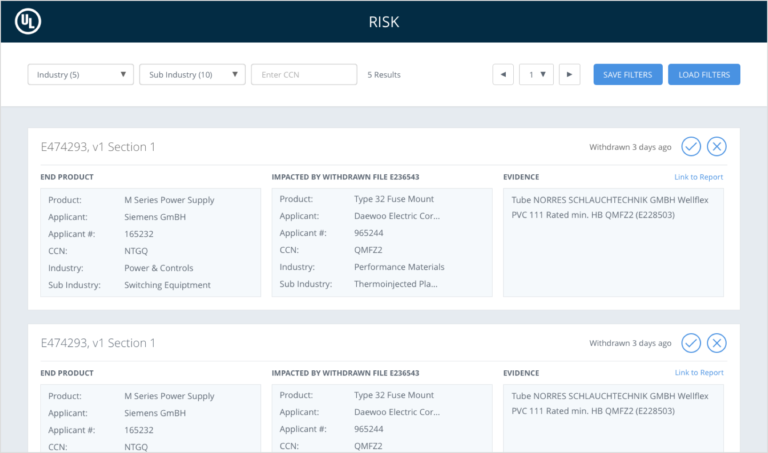 UL
RISK
Industry (5) ▼
Sub Industry (10) ▼
Enter CCN
5 Results
◀ 1 ▼ ▶
SAVE FILTERS
LOAD FILTERS
E474293, v1 Section 1
Withdrawn 3 days ago
END PRODUCT
Product: M Series Power Supply
Applicant: Siemens GmBH
Applicant #: 165232
CCN: NTGQ
Industry: Power & Controls
Sub Industry: Switching Equiptment
IMPACTED BY WITHDRAWN FILE E236543
Product: Type 32 Fuse Mount
Applicant: Daewoo Electric Cor...
Applicant #: 965244
CCN: QMFZ2
Industry: Performance Materials
Sub Industry: Thermoinjected Pla...
EVIDENCE
Link to Report
Tube NORRES SCHLAUCHTECHNIK GMBH Wellflex
PVC 111 Rated min. HB QMFZ2 (E228503)
E474293, v1 Section 1
Withdrawn 3 days ago
END PRODUCT
Product: M Series Power Supply
Applicant: Siemens GmBH
Applicant #: 165232
CCN: NTGQ
IMPACTED BY WITHDRAWN FILE E236543
Product: Type 32 Fuse Mount
Applicant: Daewoo Electric Cor...
Applicant #: 965244
CCN: QMFZ2
EVIDENCE
Link to Report
Tube NORRES SCHLAUCHTECHNIK GMBH Wellflex
PVC 111 Rated min. HB QMFZ2 (E228503)